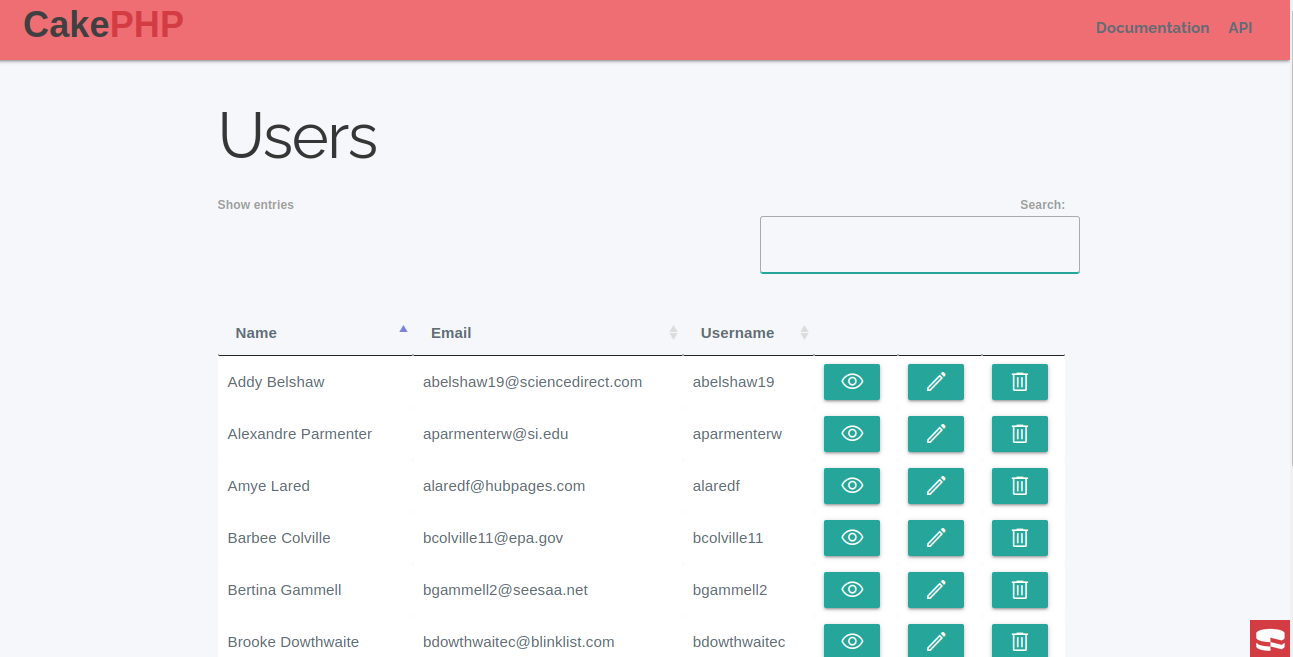 CakePHP Documentation API
Users
Show entries Search:
Name Email Username
Addy Belshaw abelshaw19@sciencedirect.com abelshaw19
Alexandre Parmenter aparmenterw@si.edu aparmenterw
Amye Lared alaredf@hubpages.com alaredf
Barbee Colville bcolville11@epa.gov bcolville11
Bertina Gammell bgammell2@seesaa.net bgammell2
Brooke Dowthwaite bdowthwaitec@blinklist.com bdowthwaitec